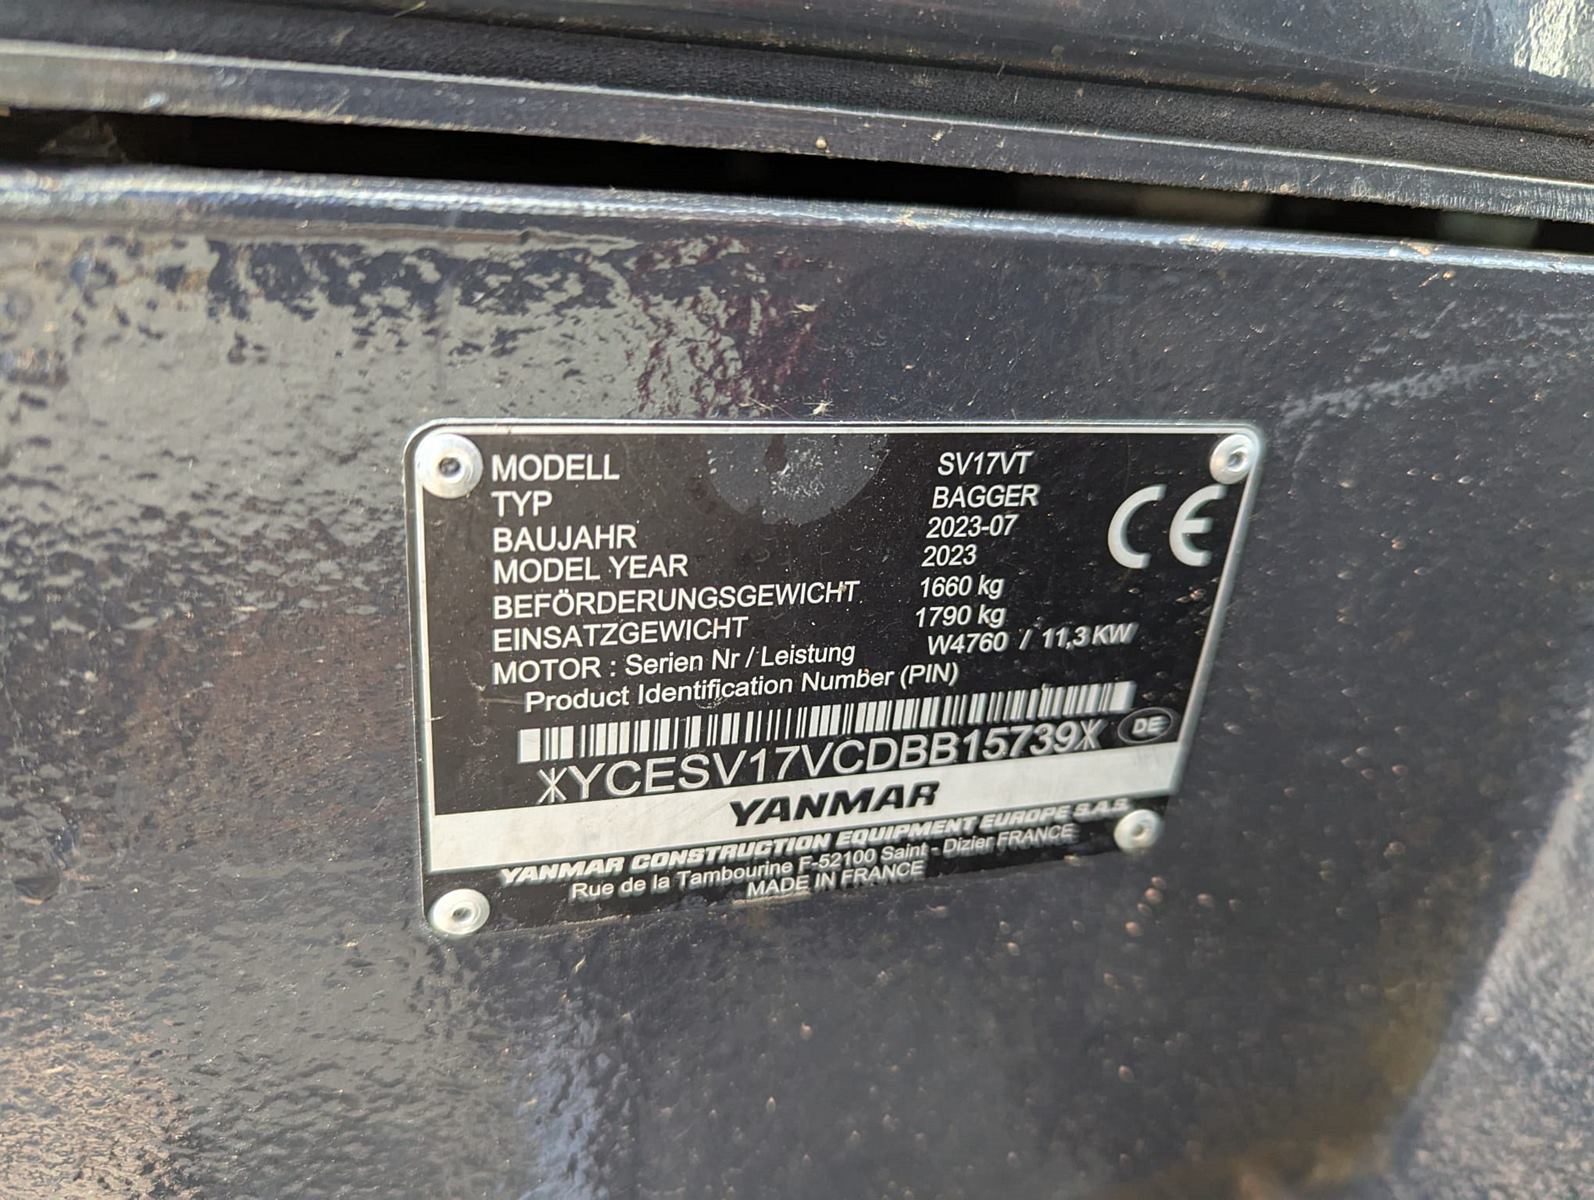 MODELL SV17VT
TYP BAGGER
BAUJAHR 2023-07
MODEL YEAR 2023
BEFÖRDERUNGSGEWICHT 1660 kg
EINSATZGEWICHT 1790 kg
MOTOR : Serien Nr / Leistung W4760 / 11,3 KW
Product Identification Number (PIN)
CE
XYCESV17VCDBB15739X DE
YANMAR
YANMAR CONSTRUCTION EQUIPMENT EUROPE S.A.S.
Rue de la Tambourine F-52100 Saint - Dizier FRANCE
MADE IN FRANCE